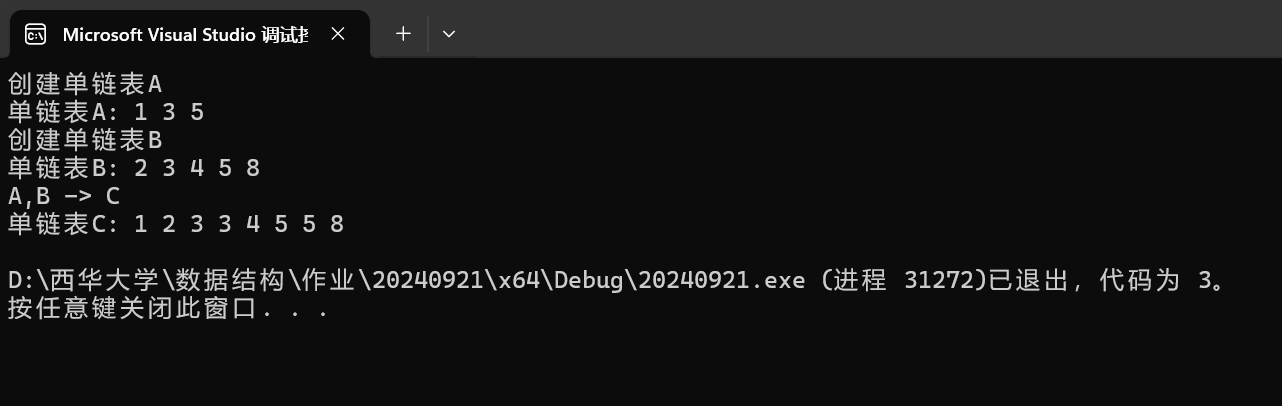 Microsoft Visual Studio 调试
创建单链表A
单链表A: 1 3 5
创建单链表B
单链表B: 2 3 4 5 8
A,B -> C
单链表C: 1 2 3 3 4 5 5 8
D:\西华大学\数据结构\作业\20240921\x64\Debug\20240921.exe (进程 31272)已退出，代码为 3。
按任意键关闭此窗口. . .